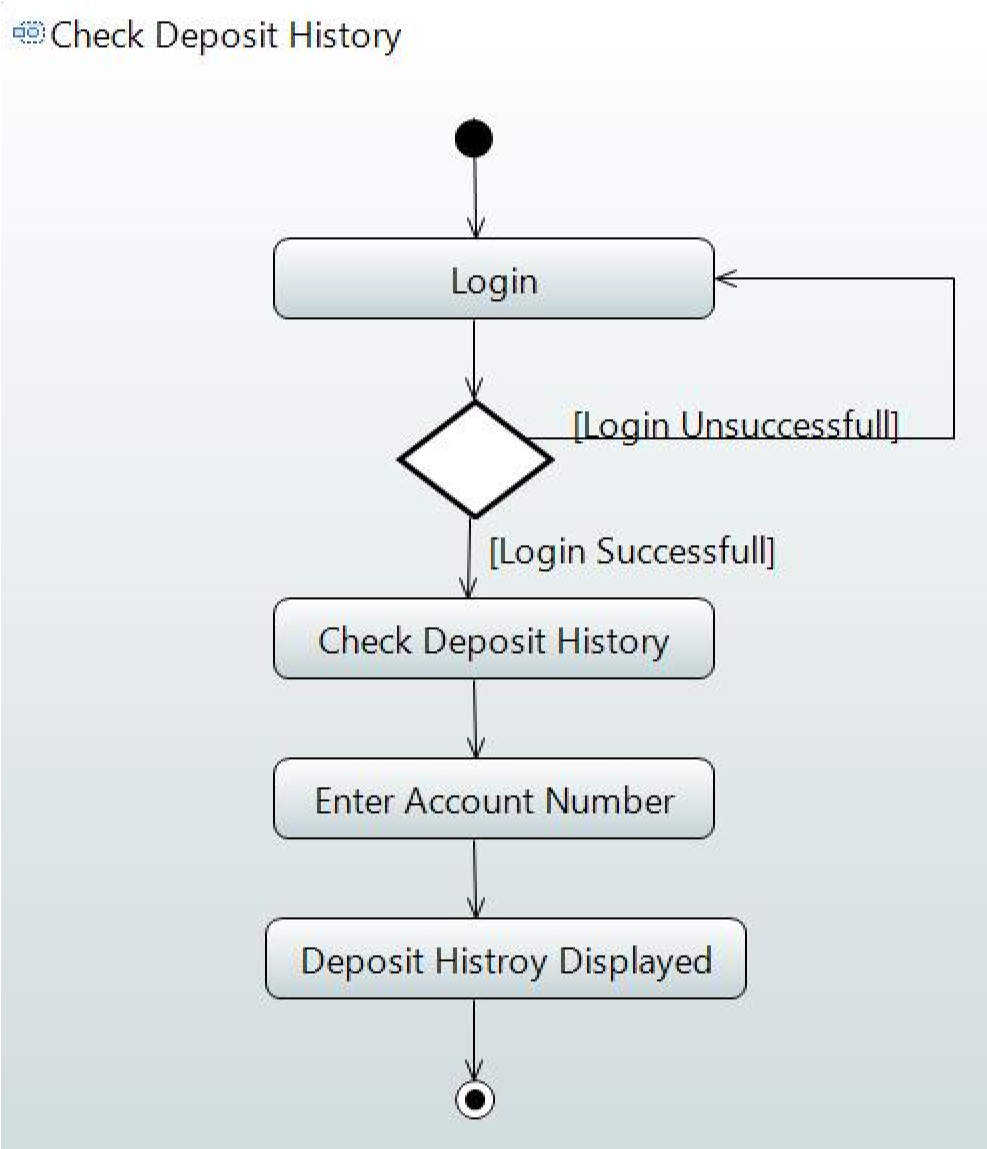 Check Deposit History
Login
[Login Unsuccessfull]
[Login Successfull]
Check Deposit History
Enter Account Number
Deposit Histroy Displayed